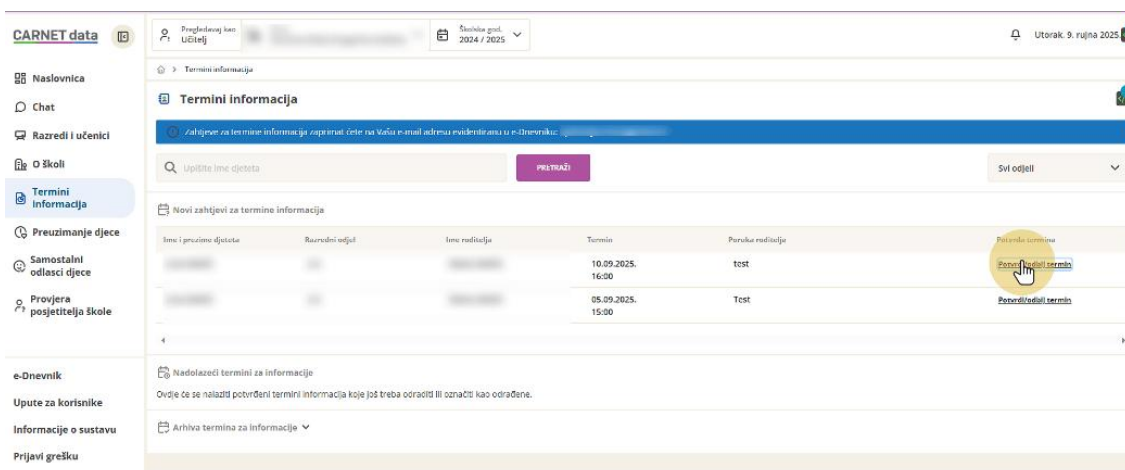 CARNET data
Pregledavaj kao
Učitelj
Školska god.
2024 / 2025
Utorak, 9. rujna 2025.
Naslovnica
Chat
Razredi i učenici
O školi
Termini
informacija
Preuzimanje djece
Samostalni
odlasci djece
Provjera
posjetitelja škole
e-Dnevnik
Upute za korisnike
Informacije o sustavu
Prijavi grešku
Termini informacija
Termini informacija
Zahtjeve za termine informacija zaprimat ćete na Vašu e-mail adresu evidentiranu u e-Dnevniku:
Upišite ime djeteta
PRETRAŽI
Svi odjeli
Novi zahtjevi za termine informacija
Ime i prezime djeteta Razredni odjel Ime roditelja Termin Poruka roditelja Potvrda termina
10.09.2025. test Potvrdi/odbij termin
16:00
05.09.2025. Test Potvrdi/odbij termin
15:00
Nadolazeći termini za informacije
Ovdje će se nalaziti potvrđeni termini informacija koje još treba odraditi ili označiti kao odrađene.
Arhiva termina za informacije